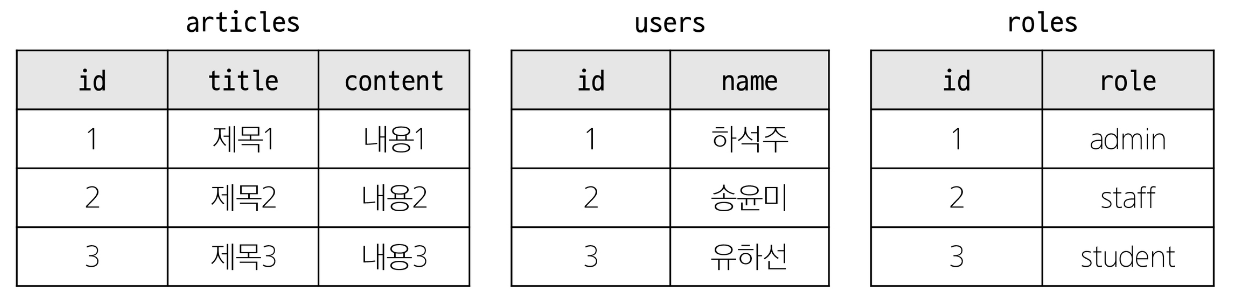 articles users roles
id title content id name id role
1 제목1 내용1 1 하석주 1 admin
2 제목2 내용2 2 송윤미 2 staff
3 제목3 내용3 3 유하선 3 student